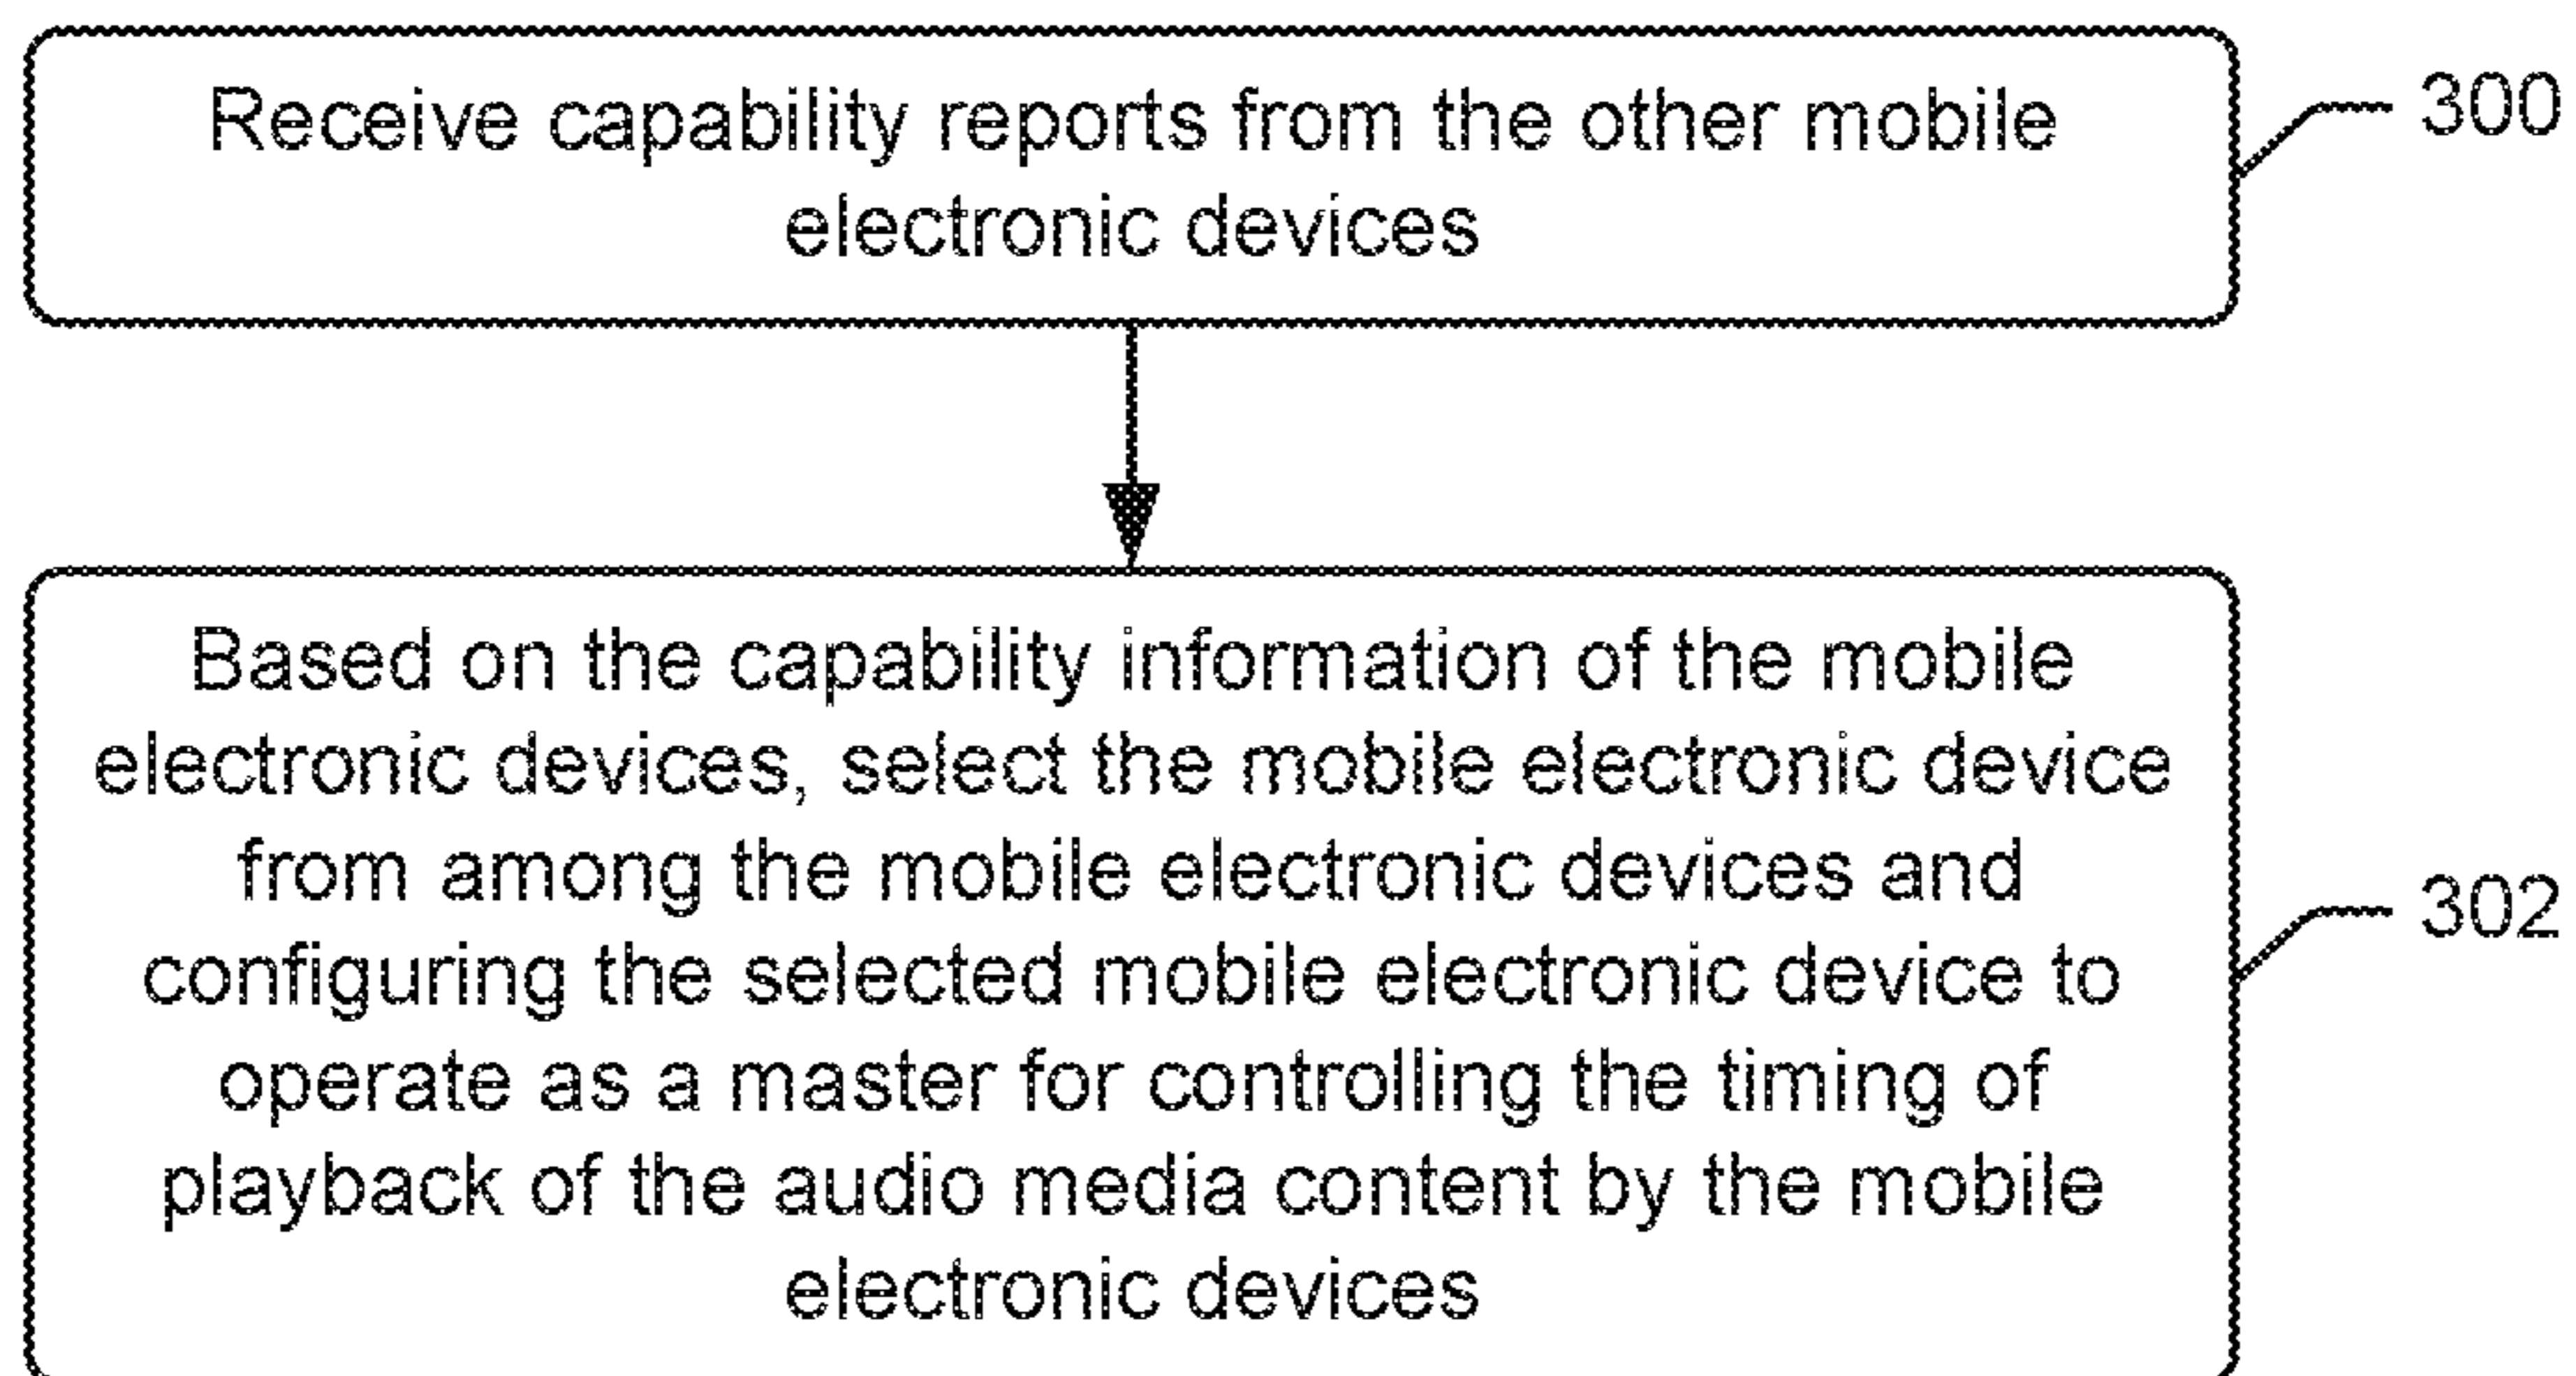 Receive capability reports from the other mobile
electronic devices
300
Based on the capability information of the mobile
electronic devices, select the mobile electronic device
from among the mobile electronic devices and
configuring the selected mobile electronic device to
operate as a master for controlling the timing of
playback of the audio media content by the mobile
electronic devices
302